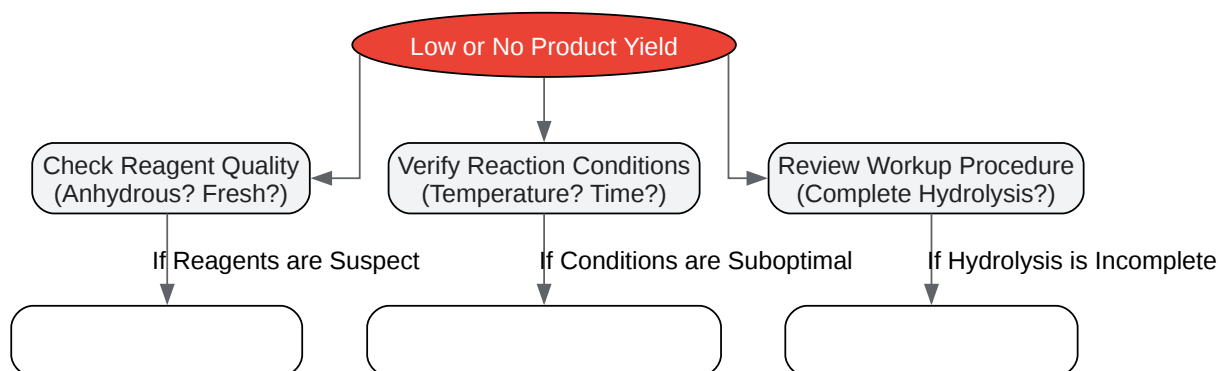 Low or No Product Yield
Check Reagent Quality
(Anhydrous? Fresh?)
Verify Reaction Conditions
(Temperature? Time?)
Review Workup Procedure
(Complete Hydrolysis?)
If Reagents are Suspect
If Conditions are Suboptimal
If Hydrolysis is Incomplete